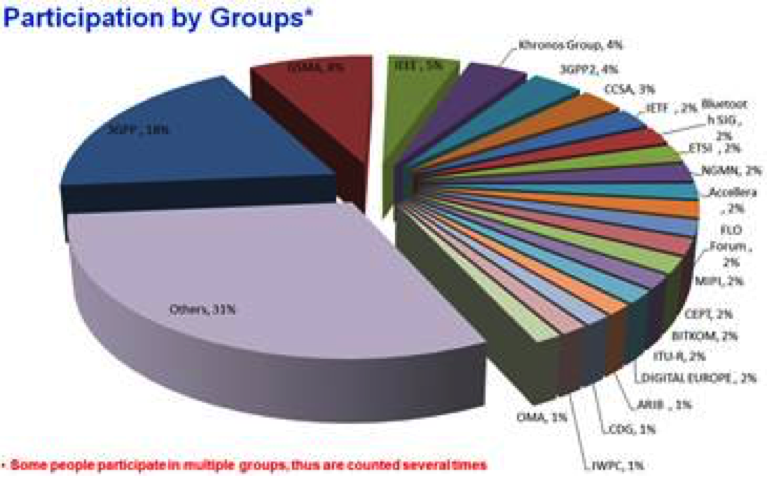 Participation by Groups*
Khronos Group, 4%
3GPP2, 4%
CCSA, 3%
IETF , 2%
Bluetoot
h SIG ,
2%
ETSI , 2%
NGMN, 2%
Accellera
, 2%
FLO
Forum ,
2%
MIPI, 2%
CEPT, 2%
BITKOM, 2%
ITU-R, 2%
DIGITAL EUROPE , 2%
ARIB , 1%
CDG, 1%
IWPC, 1%
OMA, 1%
Others, 31%
3GPP , 18%
GSMA, 8%
IEEE , 5%
• Some people participate in multiple groups, thus are counted several times